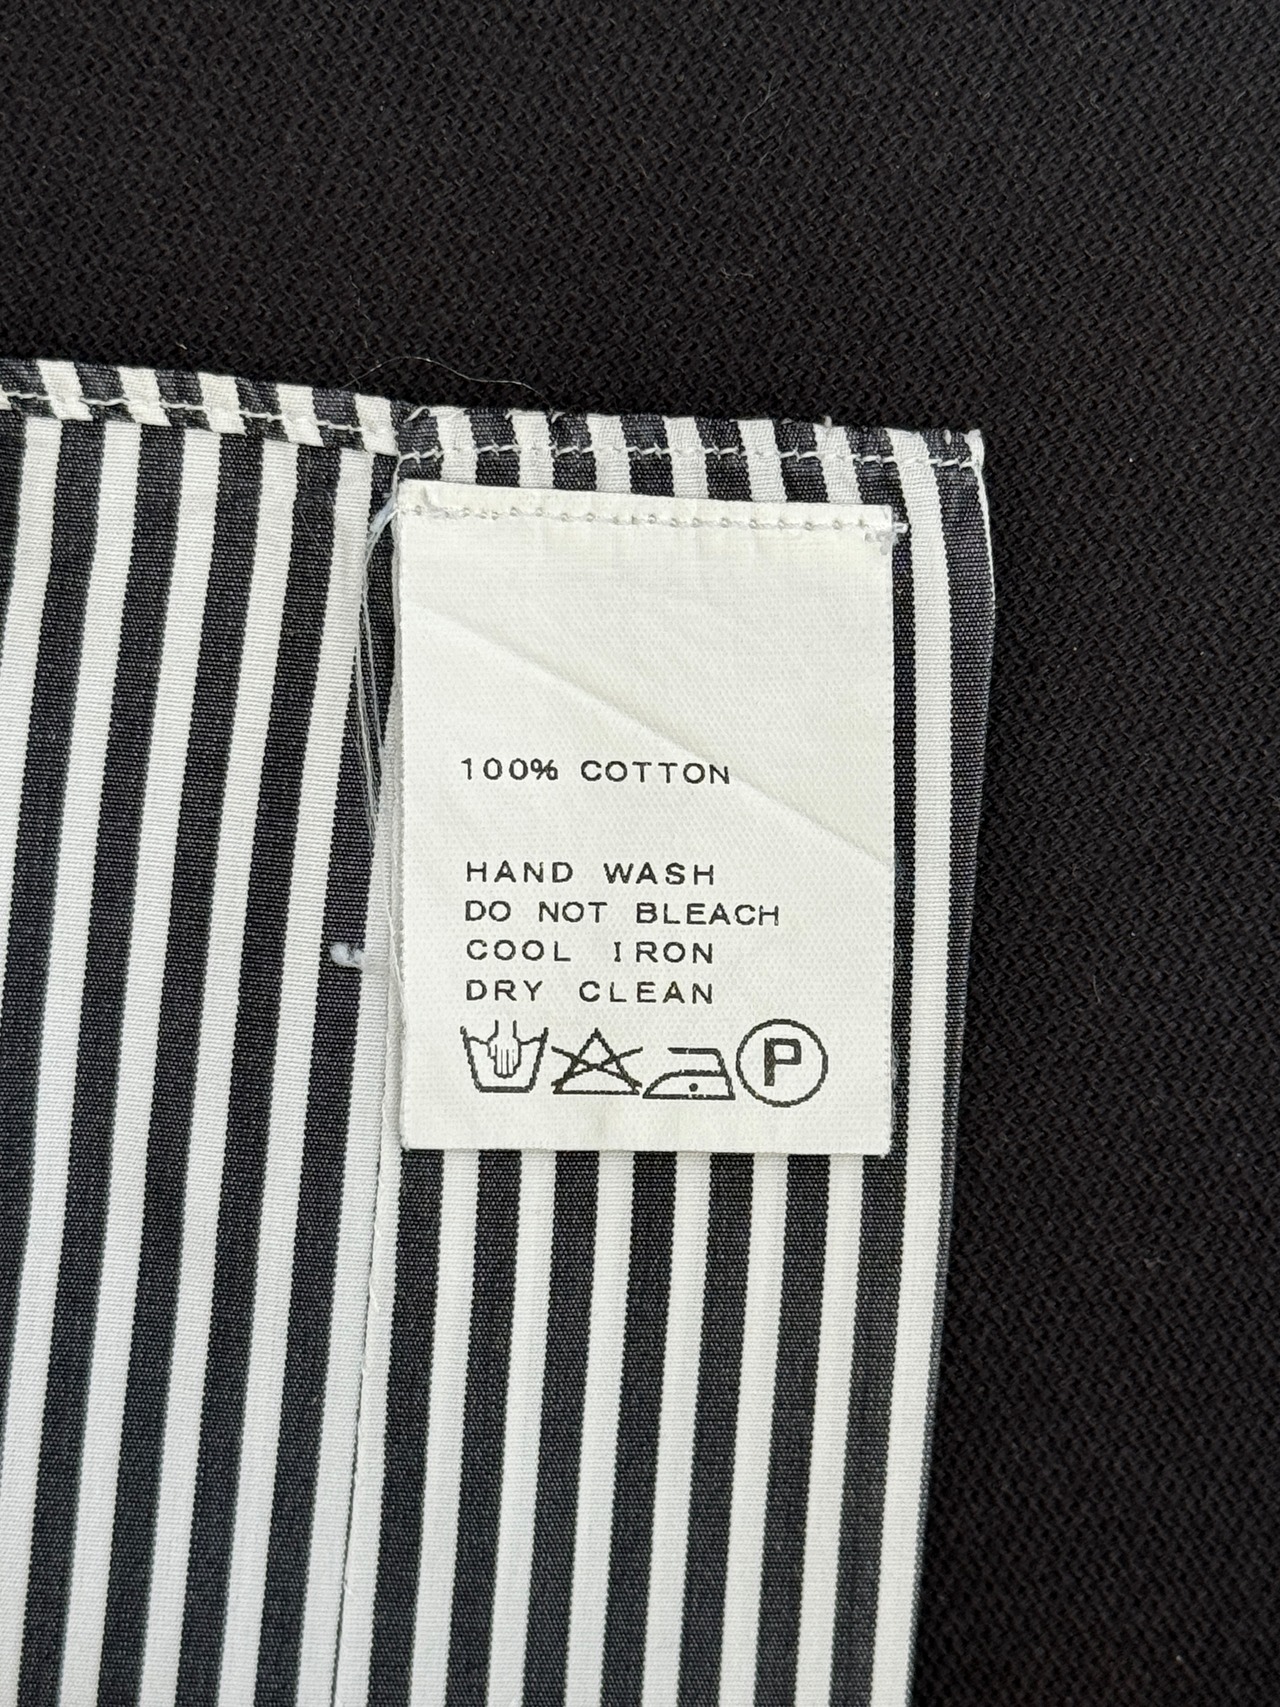 100% COTTON
HAND WASH
DO NOT BLEACH
COOL IRON
DRY CLEAN
P